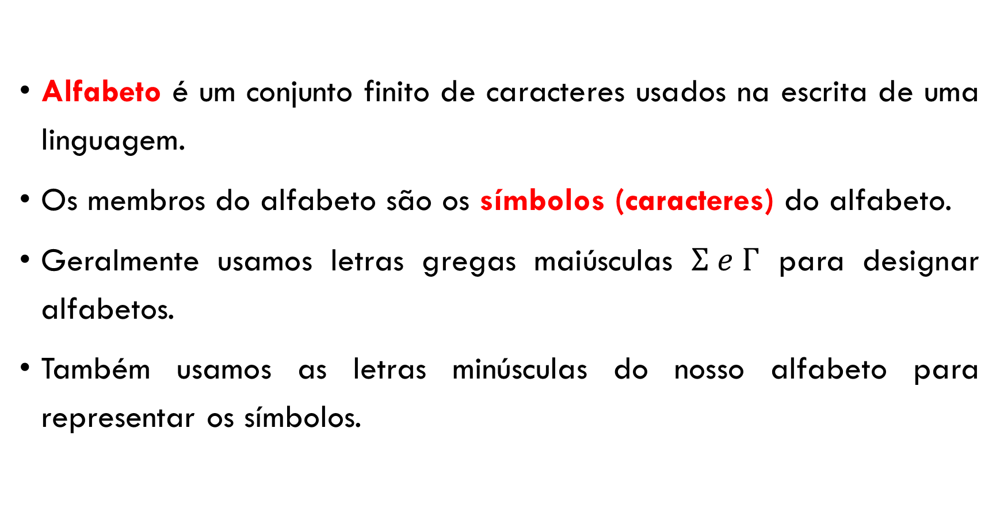 • Alfabeto é um conjunto finito de caracteres usados na escrita de uma
linguagem.
• Os membros do alfabeto são os símbolos (caracteres) do alfabeto.
• Geralmente usamos letras gregas maiúsculas Σ e Γ para designar
alfabetos.
• Também usamos as letras minúsculas do nosso alfabeto para
representar os símbolos.